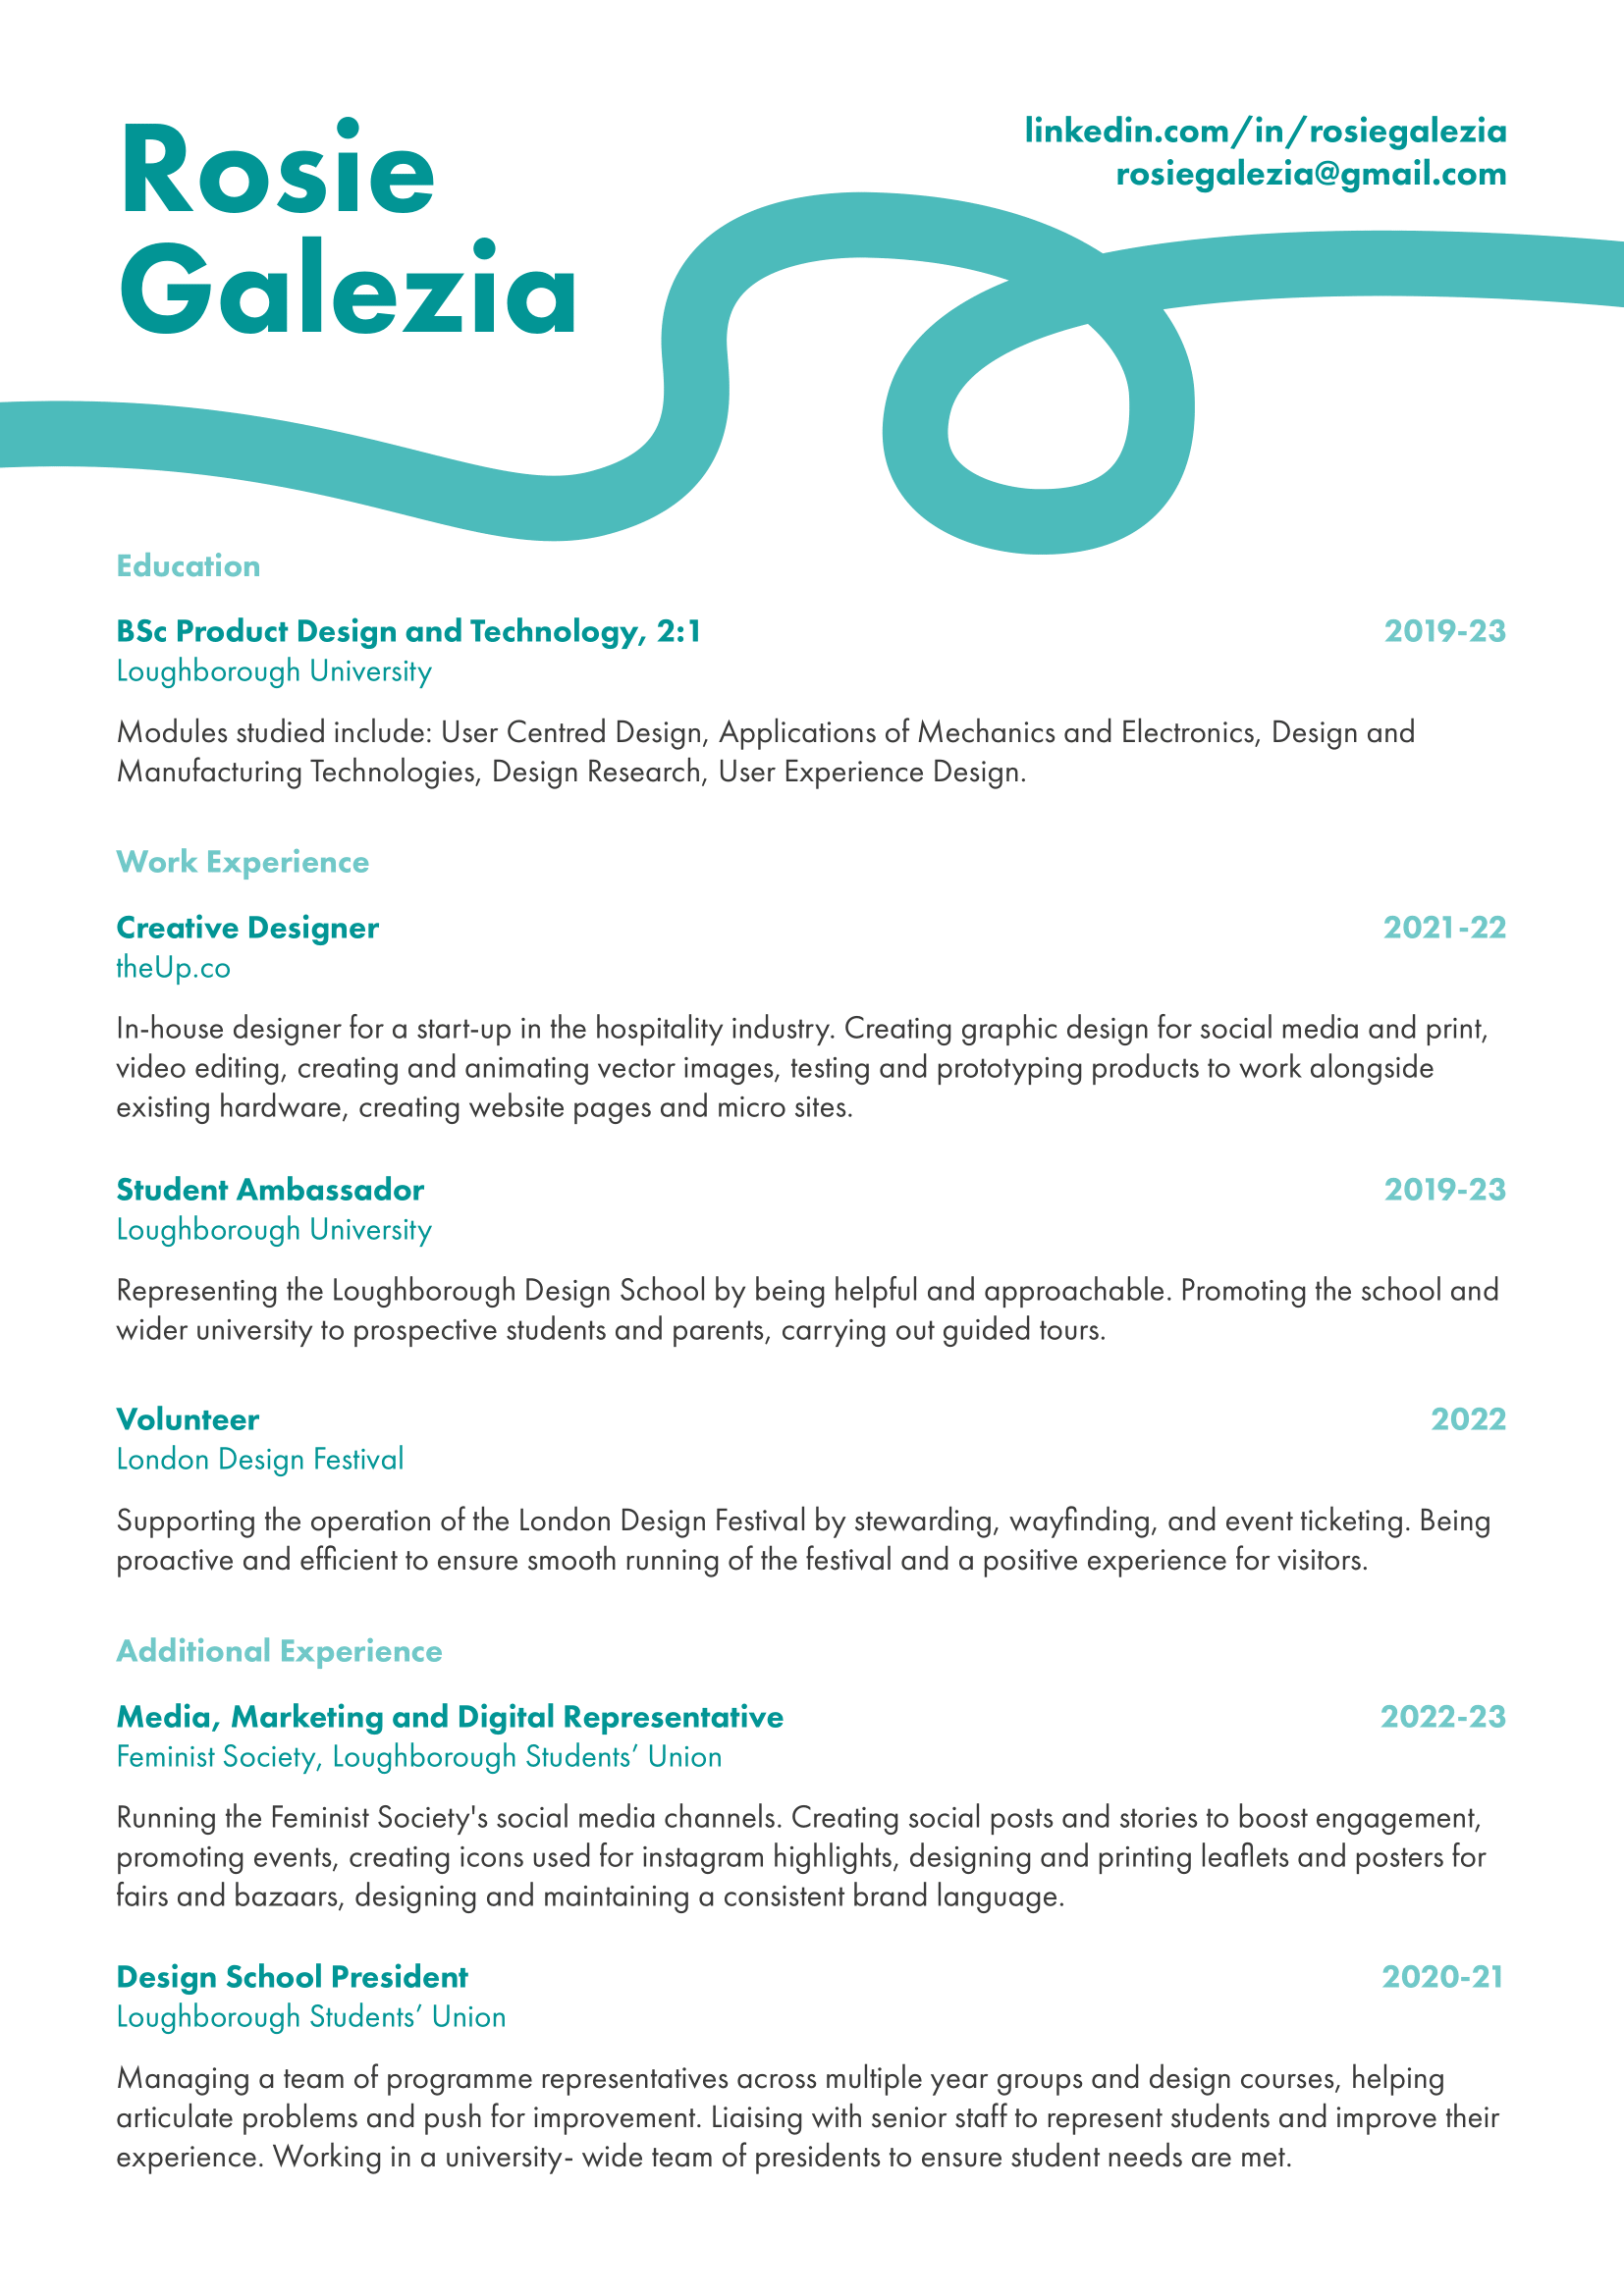 Rosie
Galezia
linkedin.com/in/rosiegalezia
rosiegalezia@gmail.com
Education
BSc Product Design and Technology, 2:1 2019-23
Loughborough University
Modules studied include: User Centred Design, Applications of Mechanics and Electronics, Design and
Manufacturing Technologies, Design Research, User Experience Design.
Work Experience
Creative Designer 2021-22
theUp.co
In-house designer for a start-up in the hospitality industry. Creating graphic design for social media and print,
video editing, creating and animating vector images, testing and prototyping products to work alongside
existing hardware, creating website pages and micro sites.
Student Ambassador 2019-23
Loughborough University
Representing the Loughborough Design School by being helpful and approachable. Promoting the school and
wider university to prospective students and parents, carrying out guided tours.
Volunteer 2022
London Design Festival
Supporting the operation of the London Design Festival by stewarding, wayfinding, and event ticketing. Being
proactive and efficient to ensure smooth running of the festival and a positive experience for visitors.
Additional Experience
Media, Marketing and Digital Representative 2022-23
Feminist Society, Loughborough Students’ Union
Running the Feminist Society's social media channels. Creating social posts and stories to boost engagement,
promoting events, creating icons used for instagram highlights, designing and printing leaflets and posters for
fairs and bazaars, designing and maintaining a consistent brand language.
Design School President 2020-21
Loughborough Students’ Union
Managing a team of programme representatives across multiple year groups and design courses, helping
articulate problems and push for improvement. Liaising with senior staff to represent students and improve their
experience. Working in a university- wide team of presidents to ensure student needs are met.